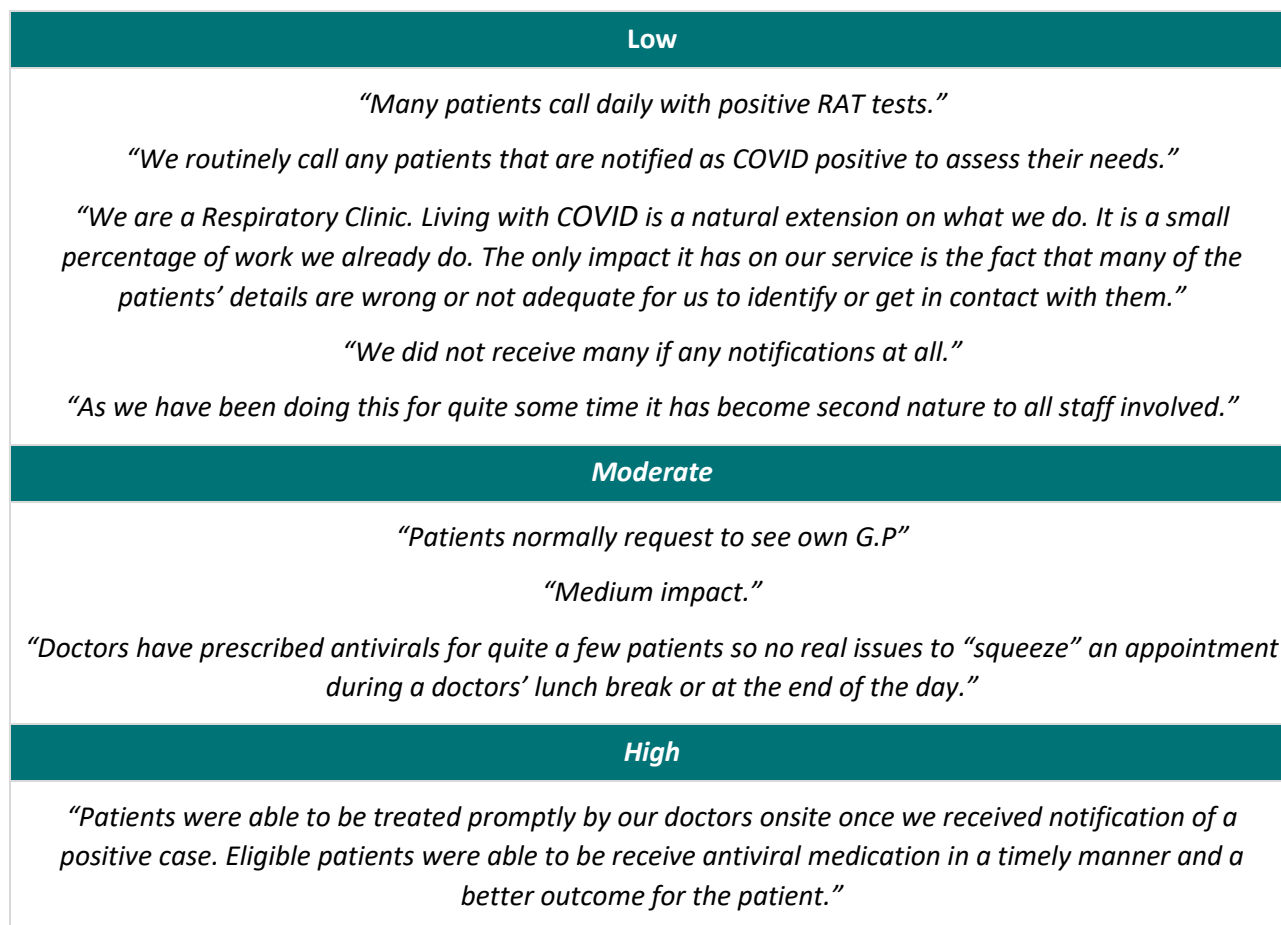 Low
“Many patients call daily with positive RAT tests.”
“We routinely call any patients that are notified as COVID positive to assess their needs.”
“We are a Respiratory Clinic. Living with COVID is a natural extension on what we do. It is a small
percentage of work we already do. The only impact it has on our service is the fact that many of the
patients’ details are wrong or not adequate for us to identify or get in contact with them.”
“We did not receive many if any notifications at all.”
“As we have been doing this for quite some time it has become second nature to all staff involved.”
Moderate
“Patients normally request to see own G.P”
“Medium impact.”
“Doctors have prescribed antivirals for quite a few patients so no real issues to “squeeze” an appointment
during a doctors’ lunch break or at the end of the day.”
High
“Patients were able to be treated promptly by our doctors onsite once we received notification of a
positive case. Eligible patients were able to be receive antiviral medication in a timely manner and a
better outcome for the patient.”